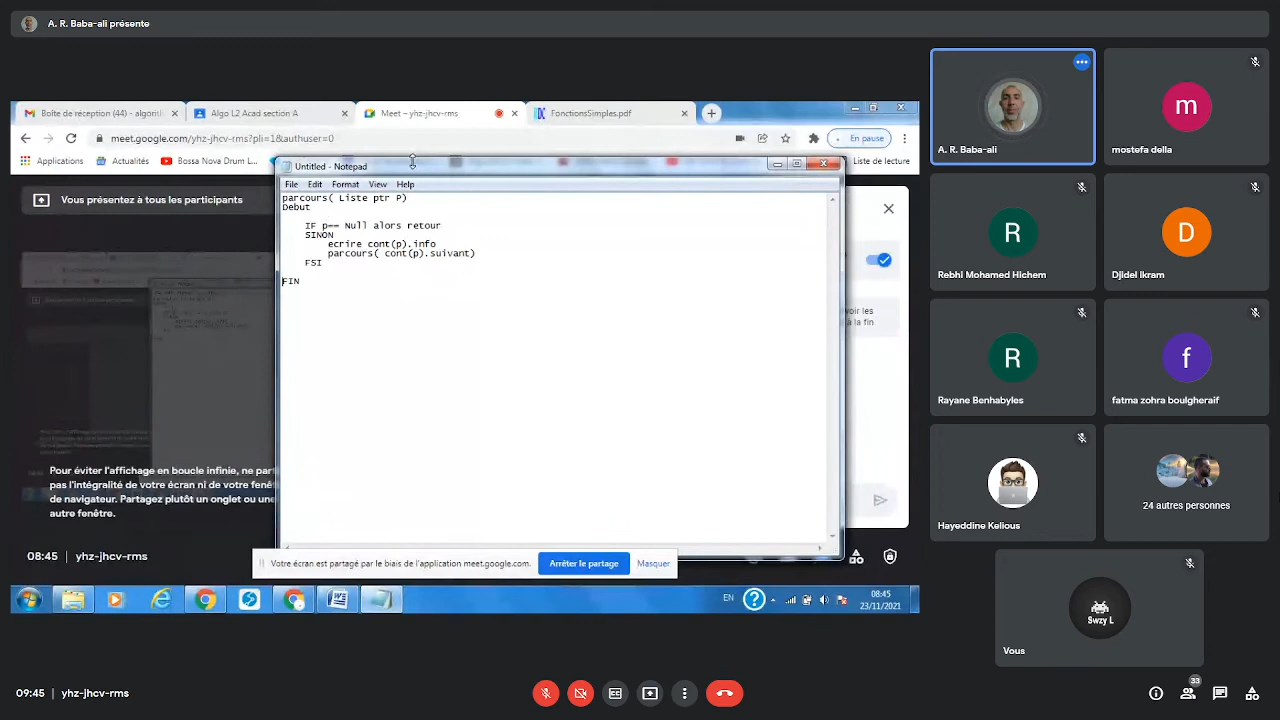 A. R. Baba-ali présente
Boîte de réception (44) - algorit
Algo L2 Acad section A
Meet – yhz-jhcv-rms
FonctionsSimples.pdf
meet.google.com/yhz-jhcv-rms?pli=1&authuser=0
En pause
Applications
Actualités
Bossa Nova Drum L...
Liste de lecture
Untitled - Notepad
Vous présentez à tous les participants
File Edit Format View Help
parcours( Liste ptr P)
Debut
IF p== Null alors retour
SINON
ecrire cont(p).info
parcours( cont(p).suivant)
FSI
FIN
voir les
à la fin
Pour éviter l'affichage en boucle infinie, ne par
pas l'intégralité de votre écran ni de votre fenê
de navigateur. Partagez plutôt un onglet ou une
autre fenêtre.
08:45 | yhz-jhcv-rms
Votre écran est partagé par le biais de l'application meet.google.com.
Arrêter le partage
Masquer
EN
08:45
23/11/2021
A. R. Baba-ali
m
mostefa della
R
Rebhi Mohamed Hichem
D
Djidel Ikram
R
Rayane Benhabyles
f
fatma zohra boulgheraif
Hayeddine Kelious
24 autres personnes
Swzy L
Vous
09:45 | yhz-jhcv-rms
33